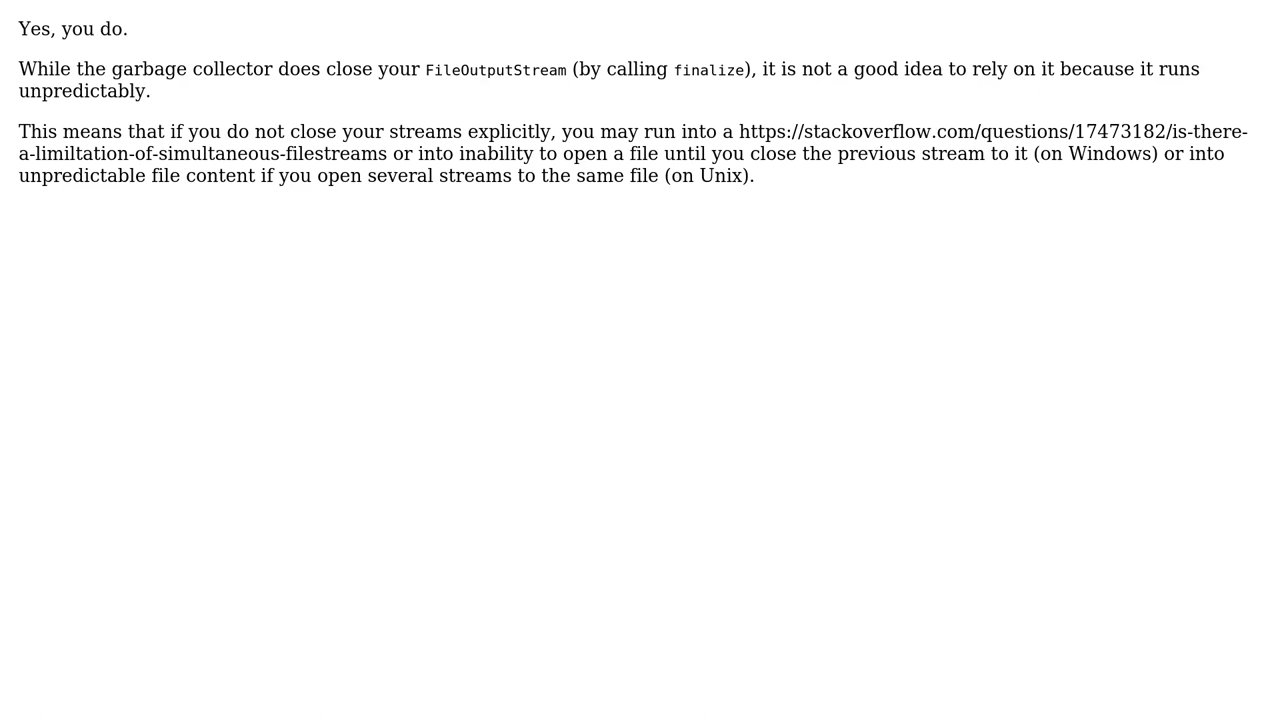 Yes, you do.
While the garbage collector does close your FileOutputStream (by calling finalize), it is not a good idea to rely on it because it runs
unpredictably.
This means that if you do not close your streams explicitly, you may run into a https://stackoverflow.com/questions/17473182/is-there-
a-limiltation-of-simultaneous-filestreams or into inability to open a file until you close the previous stream to it (on Windows) or into
unpredictable file content if you open several streams to the same file (on Unix).